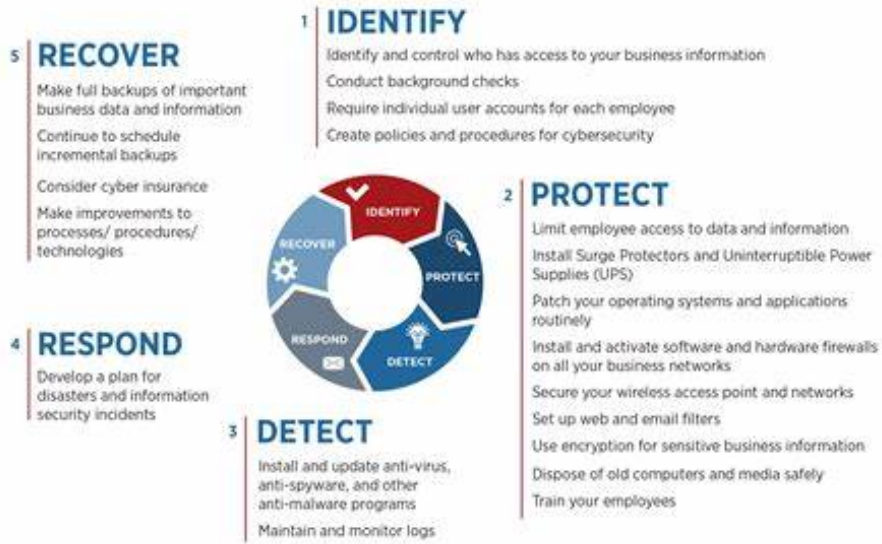 1 IDENTIFY
Identify and control who has access to your business information
Conduct background checks
Require individual user accounts for each employee
Create policies and procedures for cybersecurity
2 PROTECT
Limit employee access to data and information
Install Surge Protectors and Uninterruptible Power
Supplies (UPS)
Patch your operating systems and applications
routinely
Install and activate software and hardware firewalls
on all your business networks
Secure your wireless access point and networks
Set up web and email filters
Use encryption for sensitive business information
Dispose of old computers and media safely
Train your employees
3 DETECT
Install and update anti-virus,
anti-spyware, and other
anti-malware programs
Maintain and monitor logs
4 RESPOND
Develop a plan for
disasters and information
security incidents
5 RECOVER
Make full backups of important
business data and information
Continue to schedule
incremental backups
Consider cyber insurance
Make improvements to
processes/ procedures/
technologies
IDENTIFY
PROTECT
DETECT
RESPOND
RECOVER